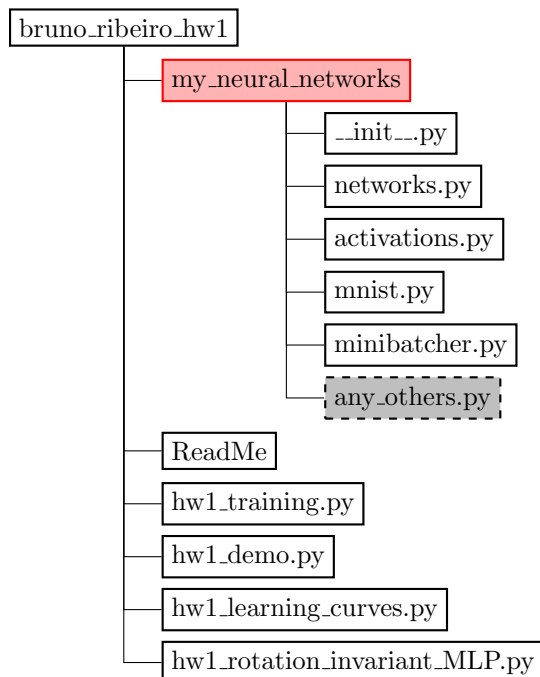 bruno_ribeiro_hw1
my_neural_networks
__init__.py
networks.py
activations.py
mnist.py
minibatcher.py
any_others.py
ReadMe
hw1_training.py
hw1_demo.py
hw1_learning_curves.py
hw1_rotation_invariant_MLP.py